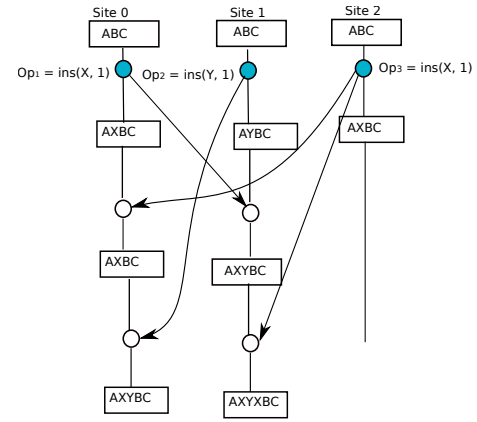 Site 0 Site 1 Site 2
ABC ABC ABC
Op₁ = ins(X, 1) Op₂ = ins(Y, 1) Op₃ = ins(X, 1)
AXBC AYBC AXBC
AXBC AXYBC
AXYBC AXYXBC